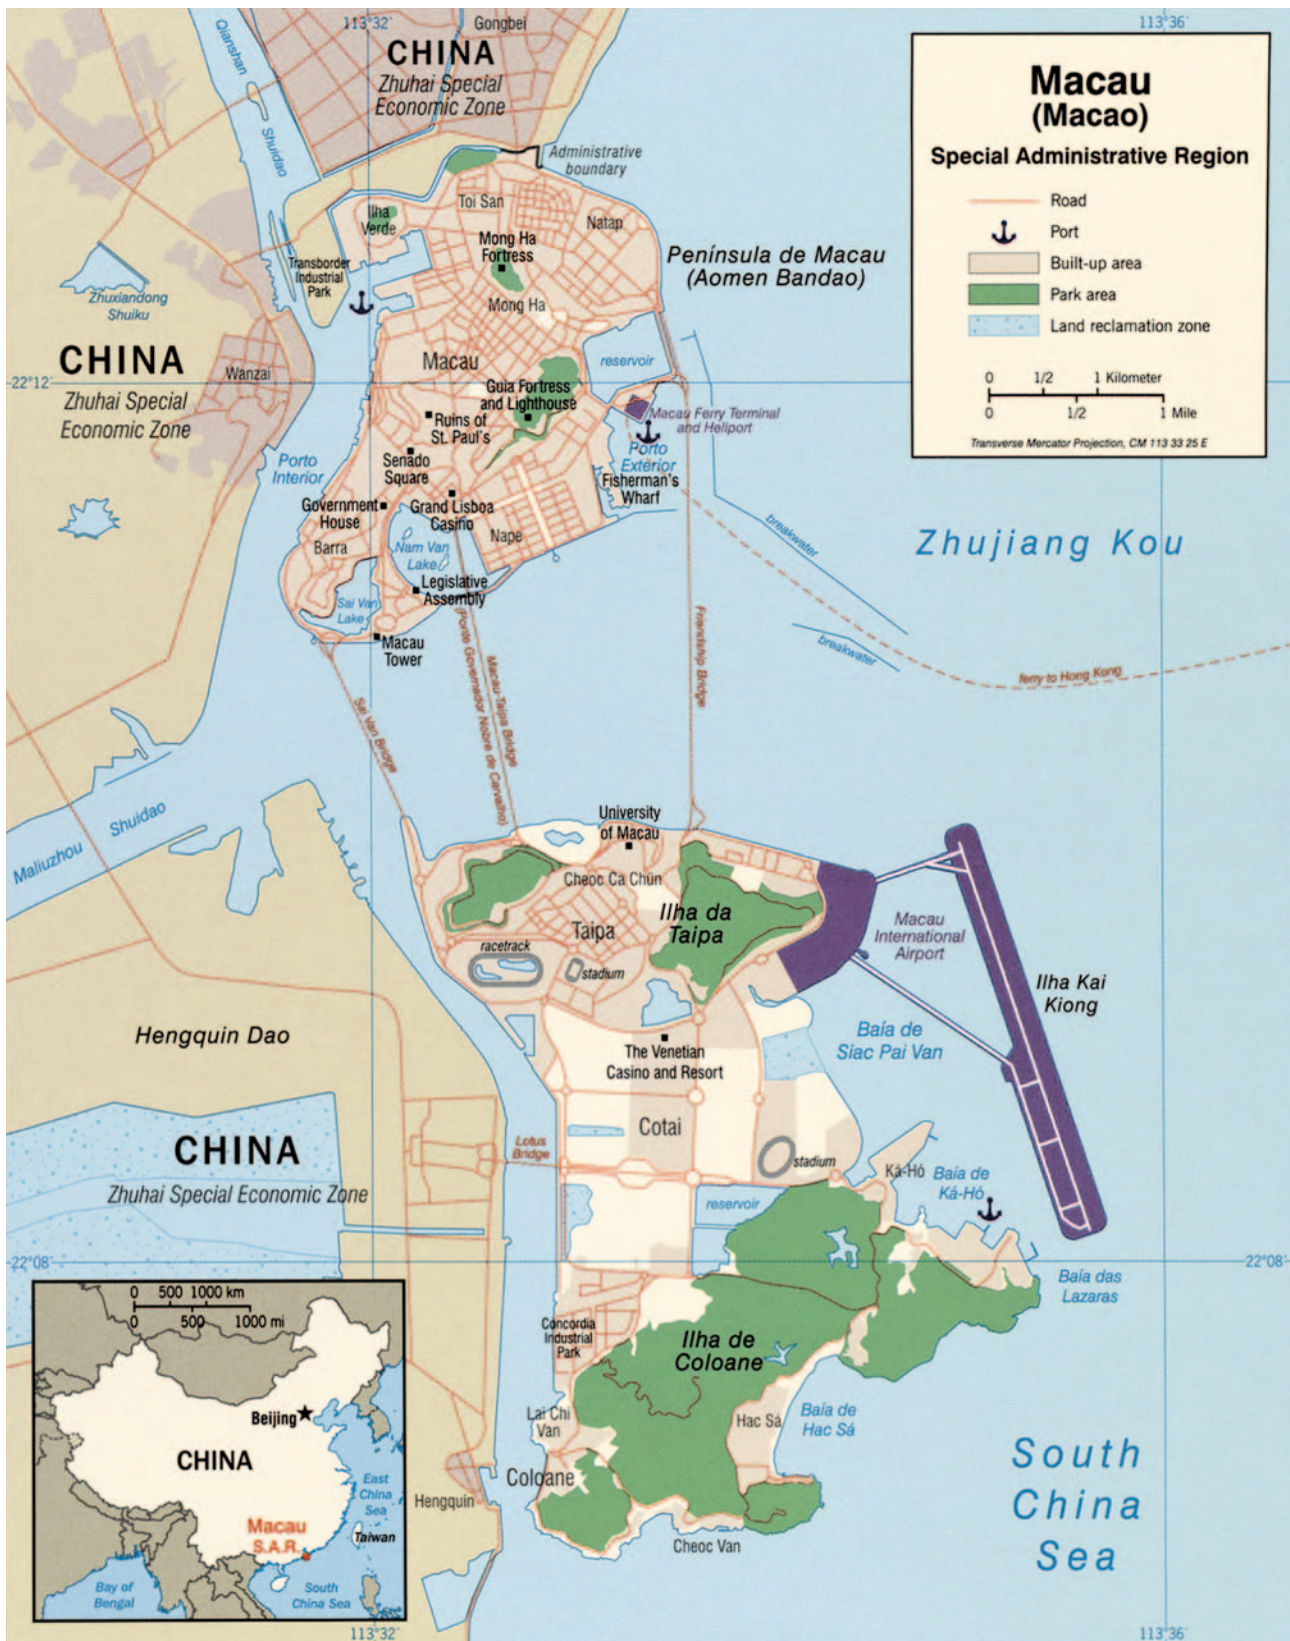 113°32'
113°36'
Gongbei
Qianshan
Shuidao
CHINA
Zhuhai Special
Economic Zone
Macau
(Macao)
Special Administrative Region
Road
Port
Built-up area
Park area
Land reclamation zone
0 1/2 1 Kilometer
0 1/2 1 Mile
Transverse Mercator Projection, CM 113 33 25 E
Administrative
boundary
Toi San
Ilha
Verde
Natap
Mong Ha
Fortress
Península de Macau
(Aomen Bandao)
Transborder
Industrial
Park
Zhuxiandong
Shuiku
Mong Ha
CHINA
Zhuhai Special
Economic Zone
Wanzai
Macau
reservoir
22°12'
Guia Fortress
and Lighthouse
Macau Ferry Terminal
and Heliport
Ruins of
St. Paul's
Porto
Exterior
Senado
Square
Porto
Interior
Fisherman's
Wharf
Government
House
Grand Lisboa
Casino
breakwater
Zhujiang Kou
Nape
Barra
Nam Van
Lake
Legislative
Assembly
Sai Van
Lake
Macau
Tower
breakwater
ferry to Hong Kong
Friendship Bridge
Macau-Taipa Bridge
(Ponte Governador Nobre de Carvalho)
Sai Van Bridge
Maliuzhou
Shuidao
University
of Macau
Cheoc Ca Chün
Ilha da
Taipa
Taipa
Macau
International
Airport
racetrack
stadium
Ilha Kai
Kiong
Hengquin Dao
Baía de
Siac Pai Van
The Venetian
Casino and Resort
Cotai
CHINA
Zhuhai Special Economic Zone
Lotus
Bridge
stadium
Ká-Hó
Baía de
Ká-Hó
reservoir
22°08'
22°08'
Baía das
Lazaras
Concordia
Industrial
Park
Ilha de
Coloane
Lai Chi
Van
Hac Sá
Baía de
Hac Sá
Coloane
Hengquin
Cheoc Van
South
China
Sea
0 500 1000 km
0 500 1000 mi
Beijing
CHINA
East
China
Sea
Macau
S.A.R.
Taiwan
Bay of
Bengal
South
China Sea
113°32'
113°36'